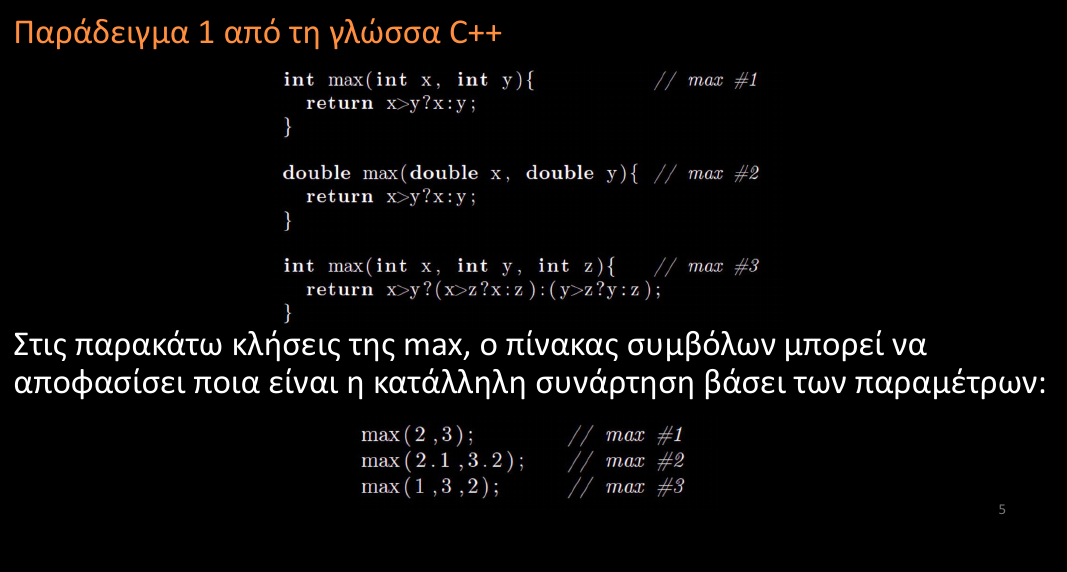 Παράδειγμα 1 από τη γλώσσα C++
int max(int x, int y){ // max #1
return x>y?x:y;
}
double max(double x, double y){ // max #2
return x>y?x:y;
}
int max(int x, int y, int z){ // max #3
return x>y?(x>z?x:z):(y>z?y:z);
}
Στις παρακάτω κλήσεις της max, ο πίνακας συμβόλων μπορεί να
αποφασίσει ποια είναι η κατάλληλη συνάρτηση βάσει των παραμέτρων:
max(2,3); // max #1
max(2.1,3.2); // max #2
max(1,3,2); // max #3
5